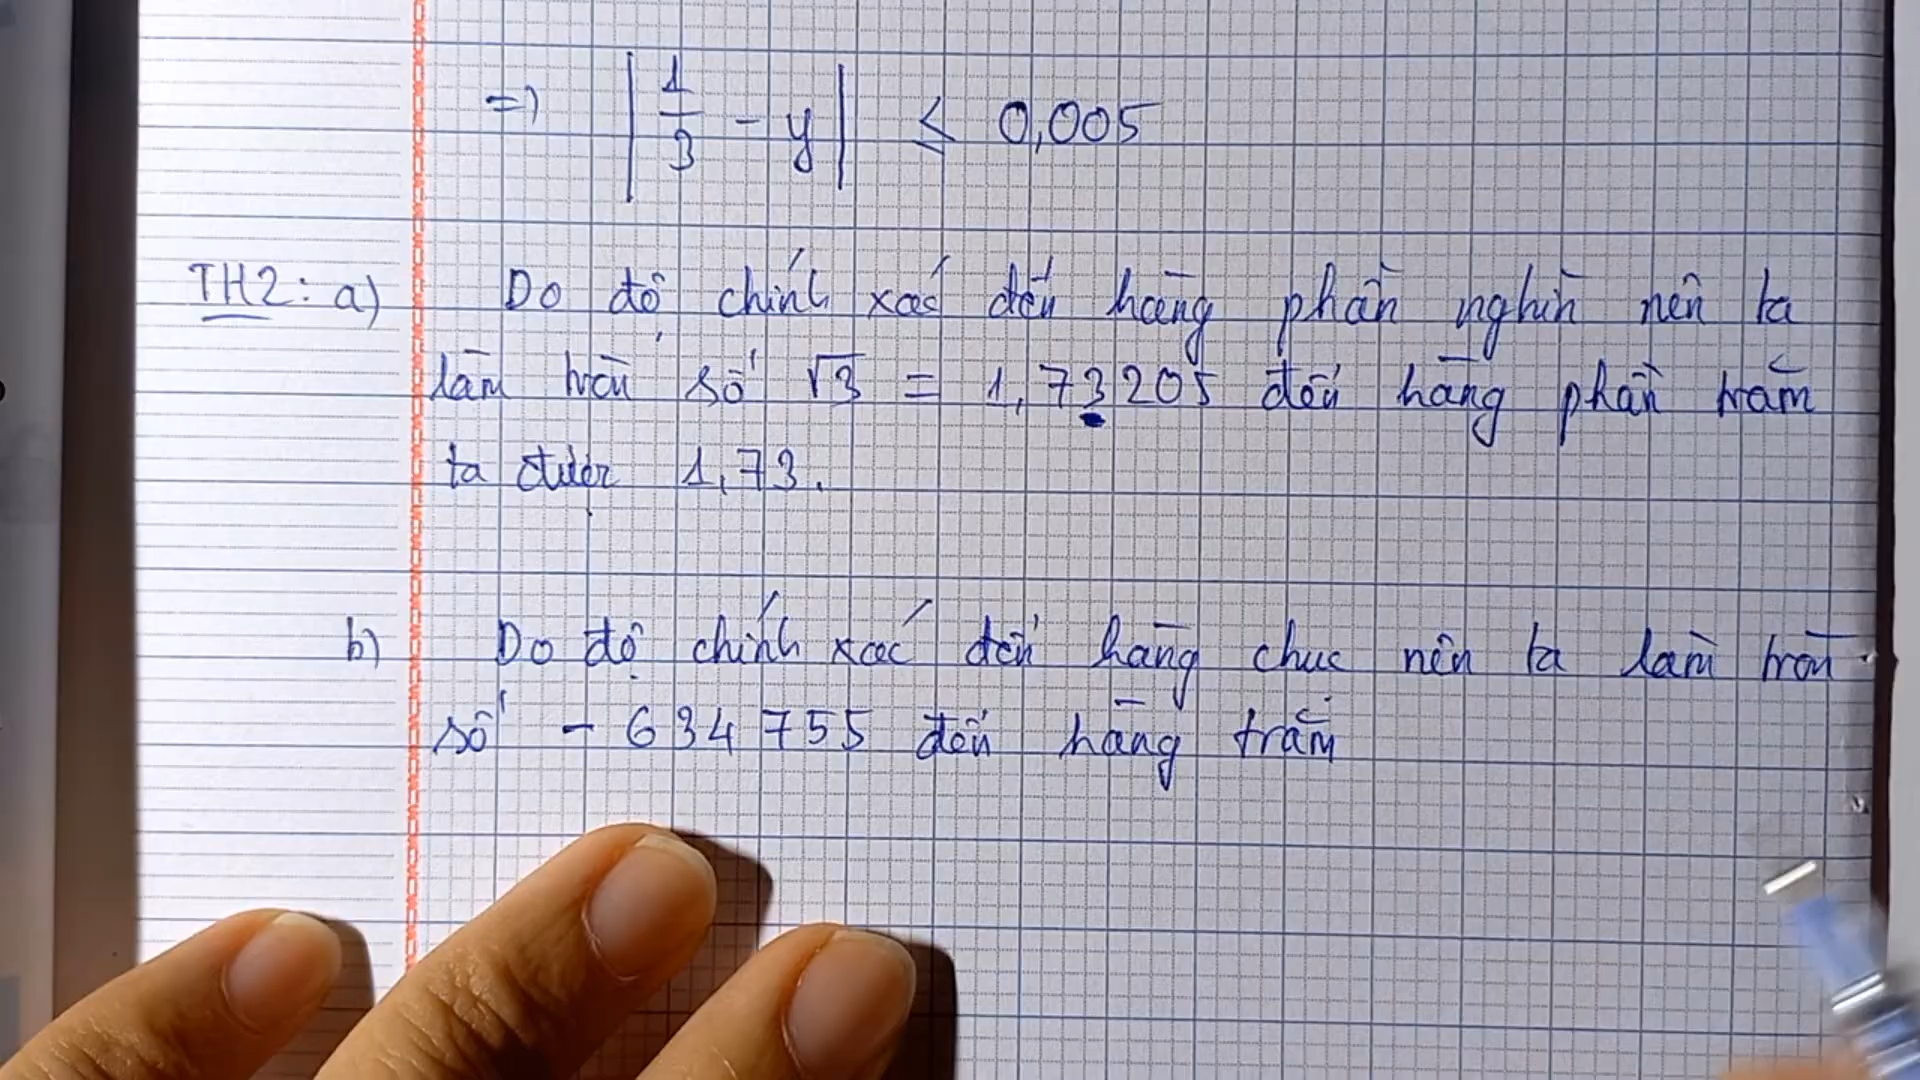 => | 1/3 - y | ≤ 0,005
TH2: a) Do độ chính xác đến hàng phần nghìn nên ta
làm tròn số √3 = 1,73205 đến hàng phần trăm
ta được 1,73.
b) Do độ chính xác đến hàng chục nên ta làm tròn
số - 634 755 đến hàng trăm